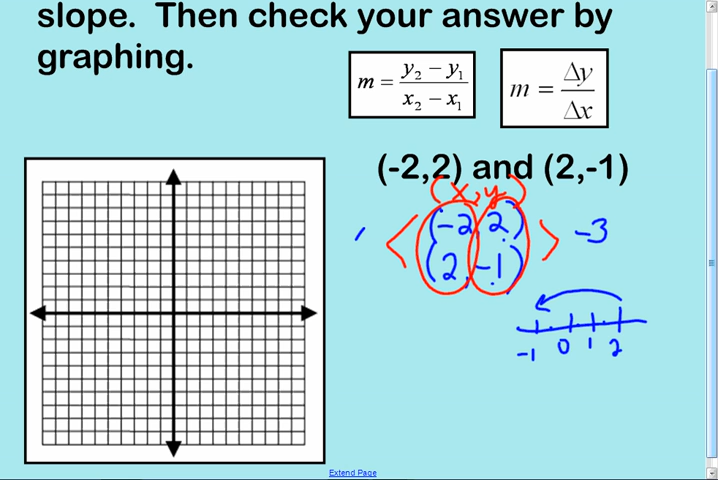 slope. Then check your answer by
graphing.
m = (y₂ − y₁)/(x₂ − x₁)
m = Δy/Δx
(-2,2) and (2,-1)
(x,y)
< (-2,2) > -3
(2,-1)
-1 0 1 2
Extend Page